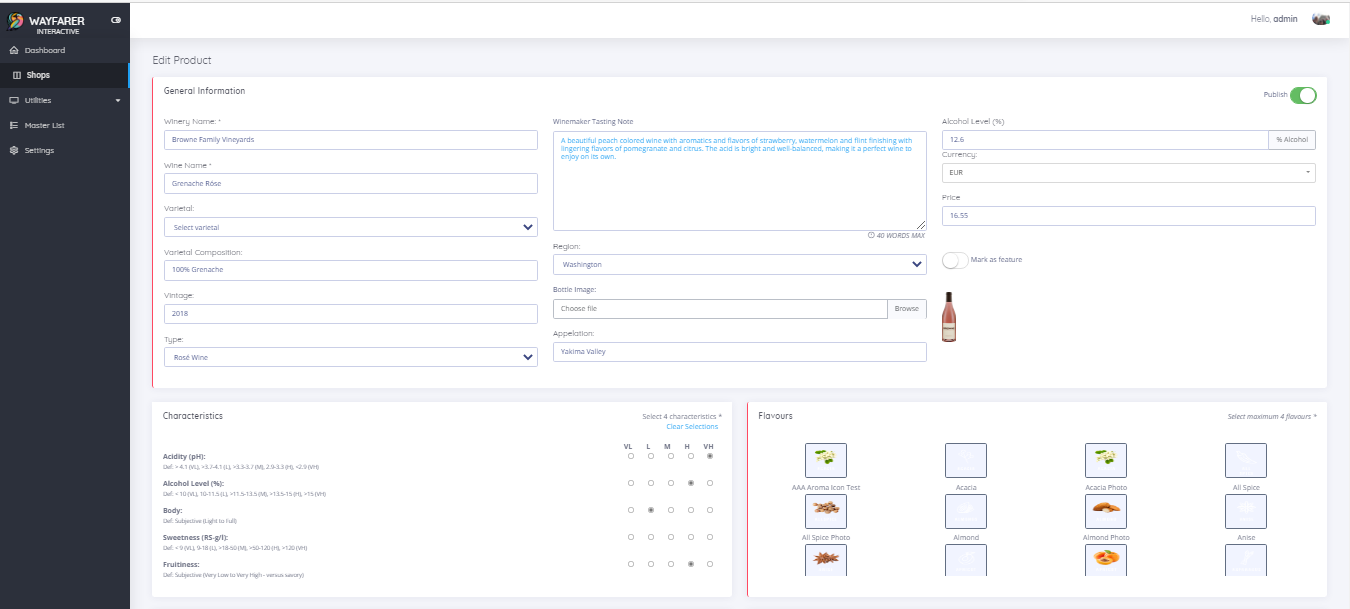 WAYFARER
INTERACTIVE
Dashboard
Shops
Utilities
Master List
Settings
Hello, admin
Edit Product
General Information
Publish
Winery Name: *
Browne Family Vineyards
Wine Name *
Grenache Róse
Varietal:
Select varietal
Varietal Composition:
100% Grenache
Vintage:
2018
Type:
Rosé Wine
Winemaker Tasting Note
A beautiful peach colored wine with aromatics and flavors of strawberry, watermelon and flint finishing with
lingering flavors of pomegranate and citrus. The acid is bright and well-balanced, making it a perfect wine to
enjoy on its own.
40 WORDS MAX
Region:
Washington
Bottle Image:
Choose file
Browse
Appelation:
Yakima Valley
Alcohol Level (%)
12.6
% Alcohol
Currency:
EUR
Price
16.55
Mark as feature
Characteristics
Select 4 characteristics *
Clear Selections
VL L M H VH
Acidity (pH):
Def. > 4.1 (VL), >3.7-4.1 (L), >3.3-3.7 (M), 2.9-3.3 (H), <2.9 (VH)
Alcohol Level (%):
Def. < 10 (VL), 10-11.5 (L), >11.5-13.5 (M), >13.5-15 (H), >15 (VH)
Body:
Def. Subjective (Light to Full)
Sweetness (RS-g/l):
Def. < 9 (VL), 9-18 (L), >18-50 (M), >50-120 (H), >120 (VH)
Fruitiness:
Def. Subjective (Very Low to Very High - versus savory)
Flavours
Select maximum 4 flavours *
AAA Aroma Icon Test
Acacia
Acacia Photo
All Spice
All Spice Photo
Almond
Almond Photo
Anise